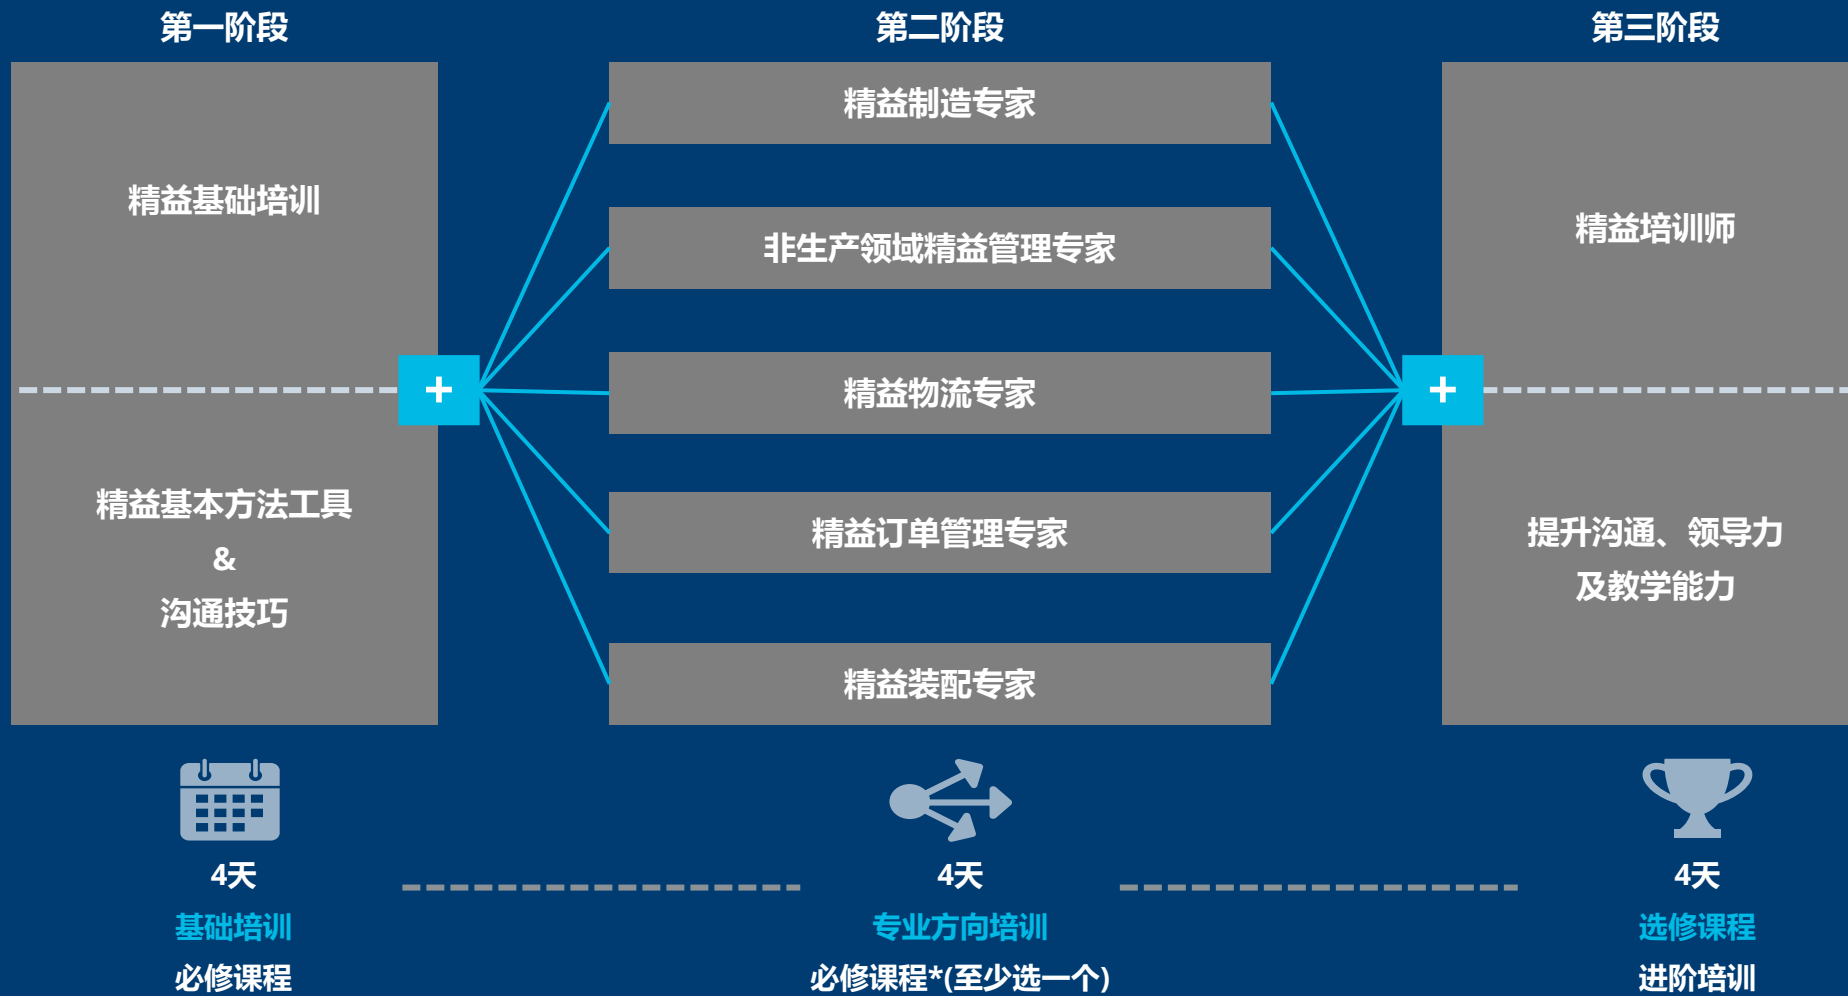 第一阶段
第二阶段
第三阶段
精益基础培训
精益基本方法工具
&
沟通技巧
+
精益制造专家
非生产领域精益管理专家
精益物流专家
精益订单管理专家
精益装配专家
+
精益培训师
提升沟通、领导力
及教学能力
4天
基础培训
必修课程
4天
专业方向培训
必修课程*(至少选一个)
4天
选修课程
进阶培训